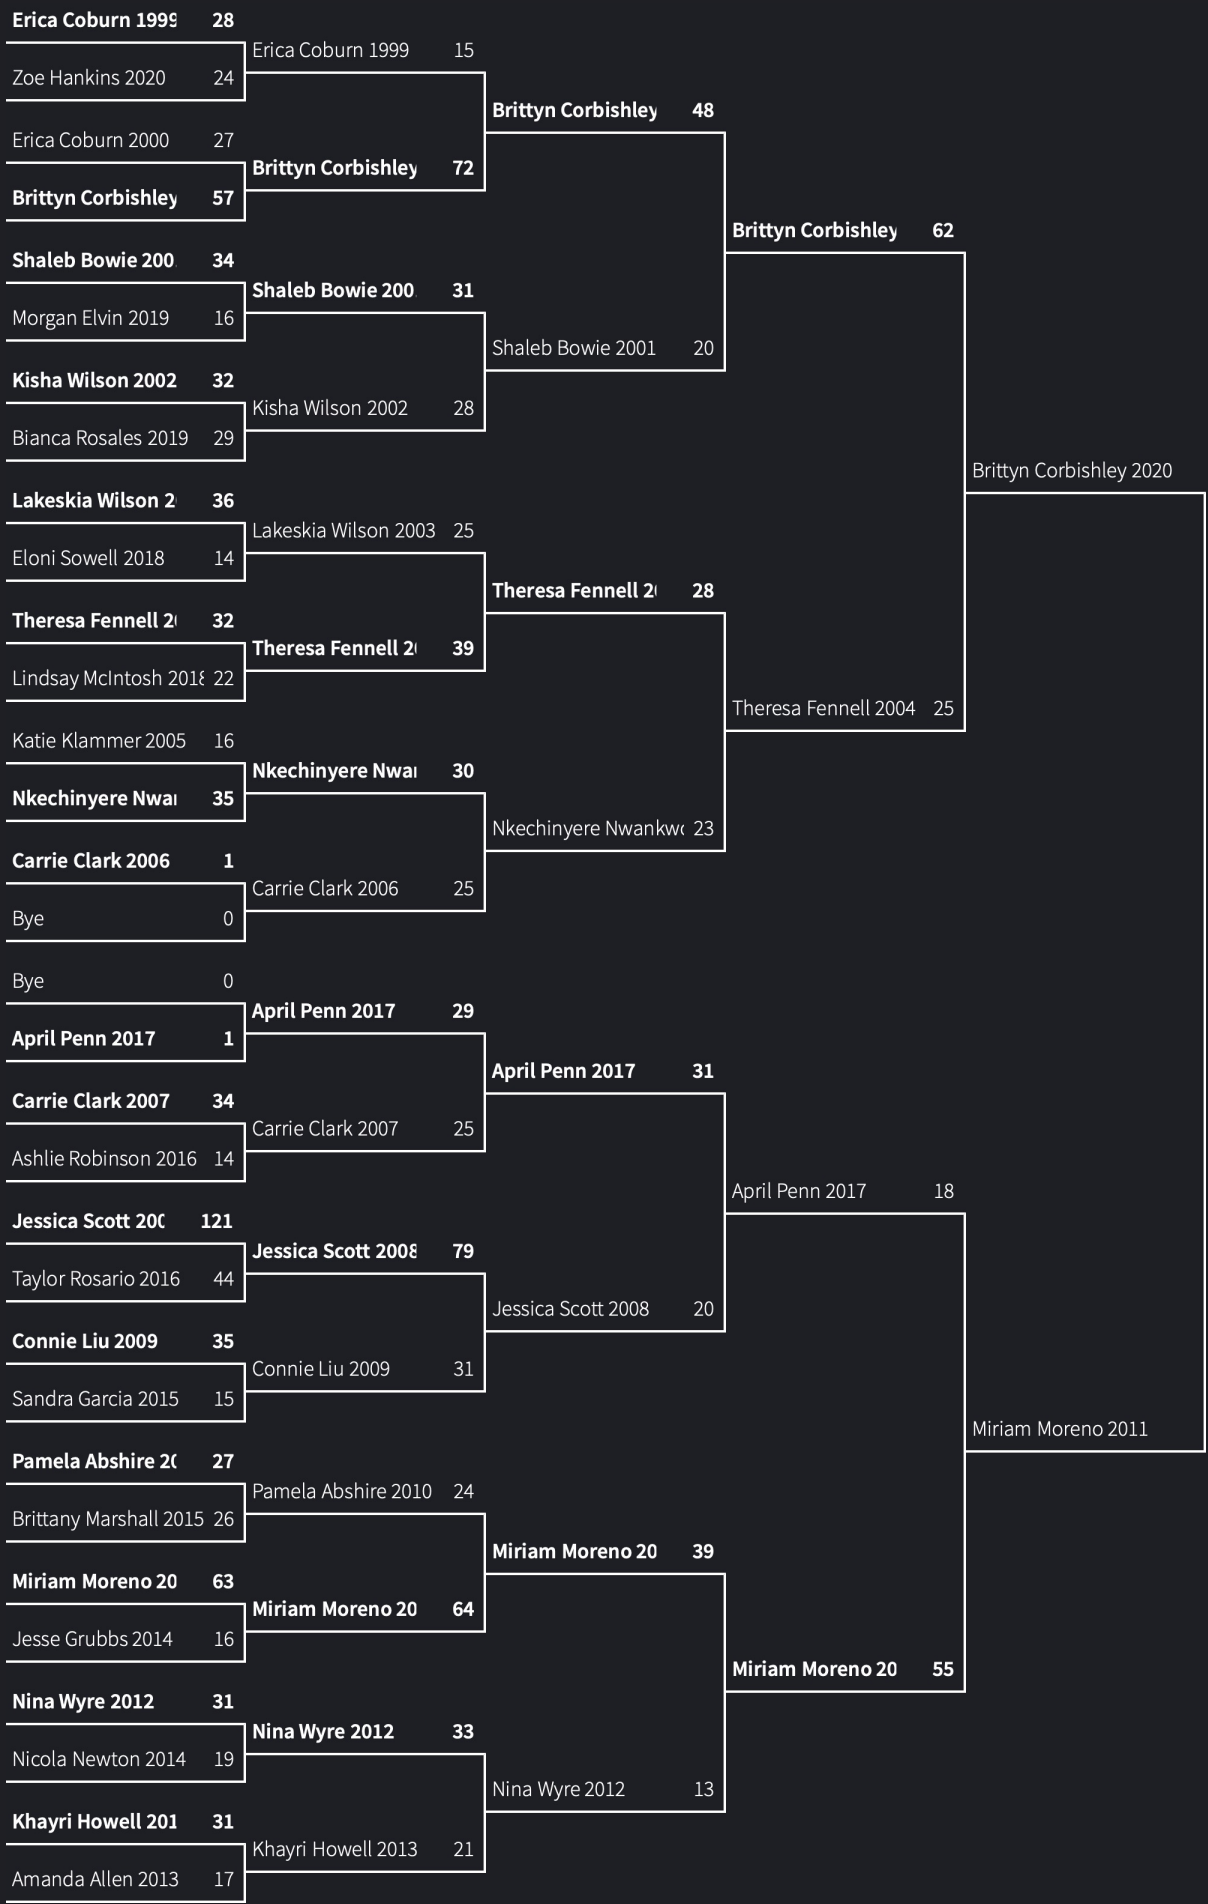 Erica Coburn 1999 28
Zoe Hankins 2020 24
Erica Coburn 2000 27
Brittyn Corbishley 57
Shaleb Bowie 200 34
Morgan Elvin 2019 16
Kisha Wilson 2002 32
Bianca Rosales 2019 29
Lakeskia Wilson 2 36
Eloni Sowell 2018 14
Theresa Fennell 20 32
Lindsay McIntosh 2018 22
Katie Klammer 2005 16
Nkechinyere Nwan 35
Carrie Clark 2006 1
Bye 0
Bye 0
April Penn 2017 1
Carrie Clark 2007 34
Ashlie Robinson 2016 14
Jessica Scott 200 121
Taylor Rosario 2016 44
Connie Liu 2009 35
Sandra Garcia 2015 15
Pamela Abshire 20 27
Brittany Marshall 2015 26
Miriam Moreno 20 63
Jesse Grubbs 2014 16
Nina Wyre 2012 31
Nicola Newton 2014 19
Khayri Howell 201 31
Amanda Allen 2013 17
Erica Coburn 1999 15
Brittyn Corbishley 72
Shaleb Bowie 200 31
Kisha Wilson 2002 28
Lakeskia Wilson 2003 25
Theresa Fennell 20 39
Nkechinyere Nwan 30
Carrie Clark 2006 25
April Penn 2017 29
Carrie Clark 2007 25
Jessica Scott 2008 79
Connie Liu 2009 31
Pamela Abshire 2010 24
Miriam Moreno 20 64
Nina Wyre 2012 33
Khayri Howell 2013 21
Brittyn Corbishley 48
Shaleb Bowie 2001 20
Theresa Fennell 20 28
Nkechinyere Nwankwo 23
April Penn 2017 31
Jessica Scott 2008 20
Miriam Moreno 20 39
Nina Wyre 2012 13
Brittyn Corbishley 62
Theresa Fennell 2004 25
April Penn 2017 18
Miriam Moreno 20 55
Brittyn Corbishley 2020
Miriam Moreno 2011